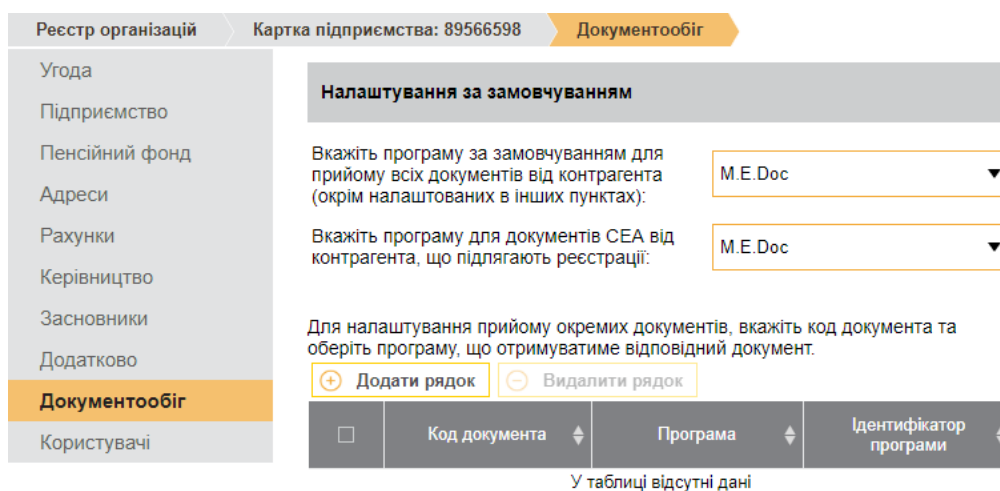 Реєстр організацій
Картка підприємства: 89566598
Документообіг
Угода
Підприємство
Пенсійний фонд
Адреси
Рахунки
Керівництво
Засновники
Додатково
Документообіг
Користувачі
Налаштування за замовчуванням
Вкажіть програму за замовчуванням для
прийому всіх документів від контрагента
(окрім налаштованих в інших пунктах):
M.E.Doc
Вкажіть програму для документів СЕА від
контрагента, що підлягають реєстрації:
M.E.Doc
Для налаштування прийому окремих документів, вкажіть код документа та
оберіть програму, що отримуватиме відповідний документ.
Додати рядок
Видалити рядок
Код документа
Програма
Ідентифікатор
програми
У таблиці відсутні дані